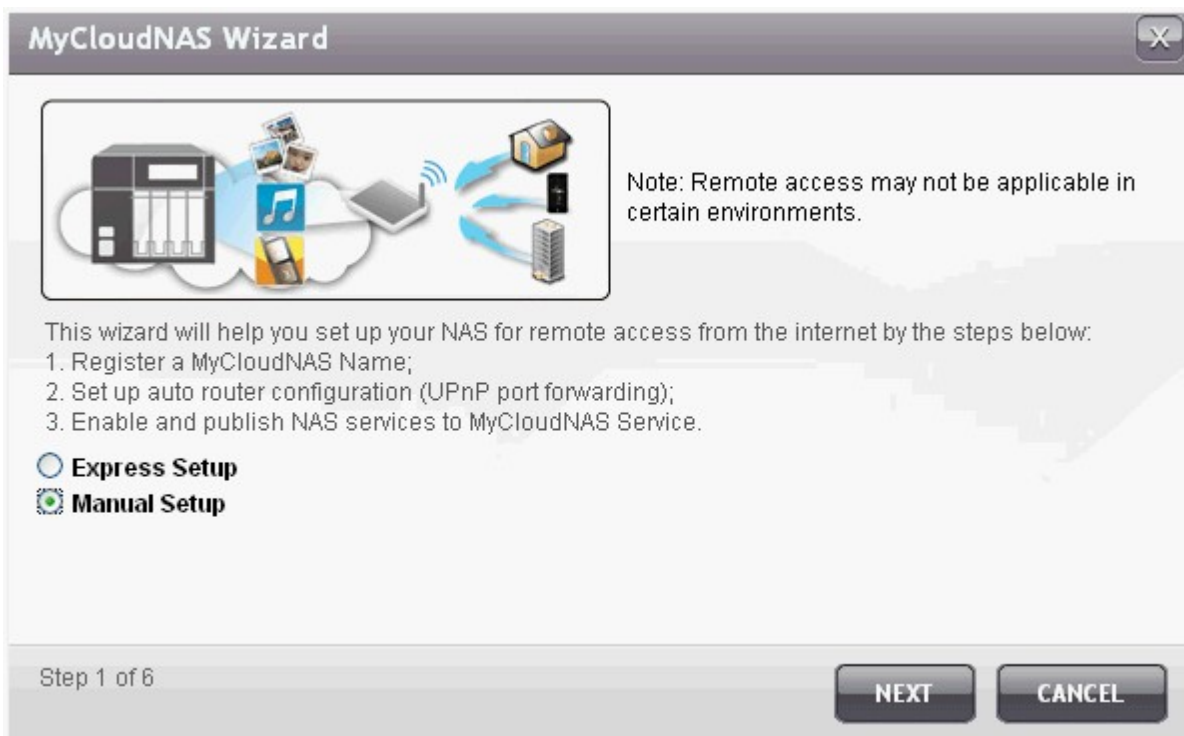 MyCloudNAS Wizard
X
Note: Remote access may not be applicable in
certain environments.
This wizard will help you set up your NAS for remote access from the internet by the steps below:
1. Register a MyCloudNAS Name;
2. Set up auto router configuration (UPnP port forwarding);
3. Enable and publish NAS services to MyCloudNAS Service.
Express Setup
Manual Setup
Step 1 of 6
NEXT
CANCEL